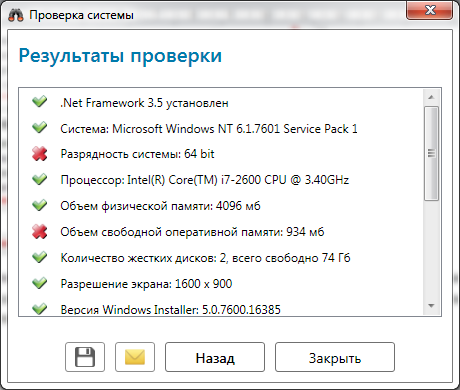 Проверка системы
Результаты проверки
.Net Framework 3.5 установлен
Система: Microsoft Windows NT 6.1.7601 Service Pack 1
Разрядность системы: 64 bit
Процессор: Intel(R) Core(TM) i7-2600 CPU @ 3.40GHz
Объем физической памяти: 4096 мб
Объем свободной оперативной памяти: 934 мб
Количество жестких дисков: 2, всего свободно 74 Гб
Разрешение экрана: 1600 x 900
Версия Windows Installer: 5.0.7600.16385
Назад
Закрыть